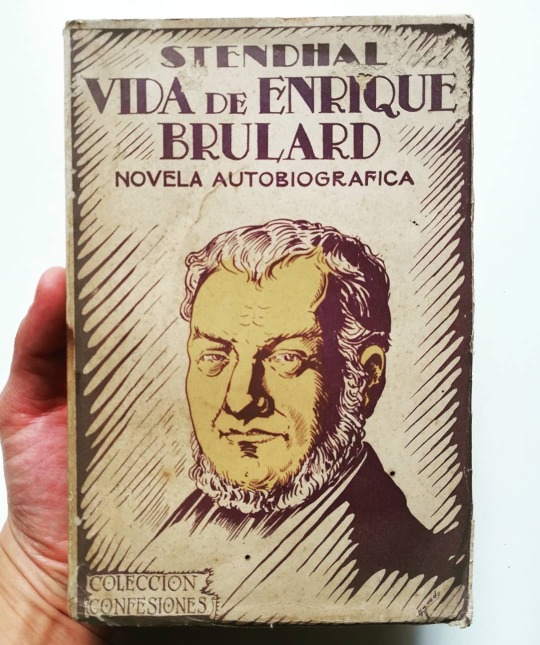 STENDHAL
VIDA DE ENRIQUE
BRULARD
NOVELA AUTOBIOGRAFICA
COLECCION
CONFESIONES